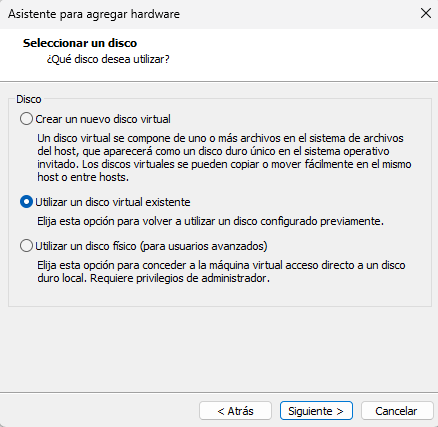 Asistente para agregar hardware
Seleccionar un disco
¿Qué disco desea utilizar?
Disco
Crear un nuevo disco virtual
Un disco virtual se compone de uno o más archivos en el sistema de archivos
del host, que aparecerá como un disco duro único en el sistema operativo
invitado. Los discos virtuales se pueden copiar o mover fácilmente en el mismo
host o entre hosts.
Utilizar un disco virtual existente
Elija esta opción para volver a utilizar un disco configurado previamente.
Utilizar un disco físico (para usuarios avanzados)
Elija esta opción para conceder a la máquina virtual acceso directo a un disco
duro local. Requiere privilegios de administrador.
< Atrás
Siguiente >
Cancelar